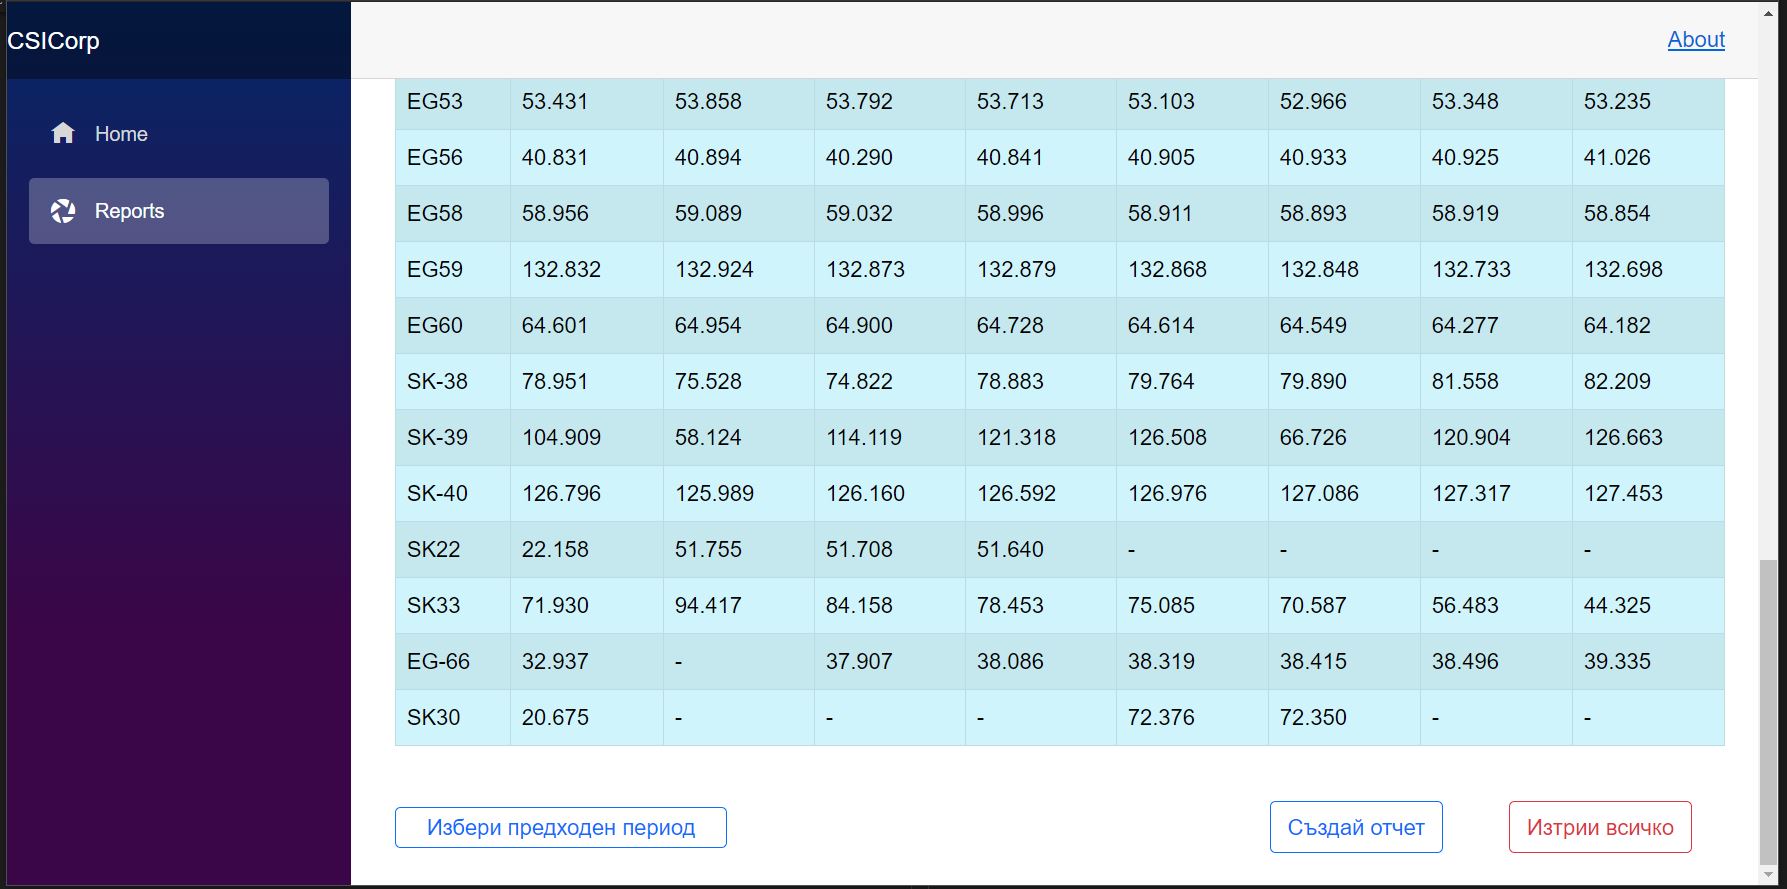 CSICorp
About
Home
Reports
EG53 53.431 53.858 53.792 53.713 53.103 52.966 53.348 53.235
EG56 40.831 40.894 40.290 40.841 40.905 40.933 40.925 41.026
EG58 58.956 59.089 59.032 58.996 58.911 58.893 58.919 58.854
EG59 132.832 132.924 132.873 132.879 132.868 132.848 132.733 132.698
EG60 64.601 64.954 64.900 64.728 64.614 64.549 64.277 64.182
SK-38 78.951 75.528 74.822 78.883 79.764 79.890 81.558 82.209
SK-39 104.909 58.124 114.119 121.318 126.508 66.726 120.904 126.663
SK-40 126.796 125.989 126.160 126.592 126.976 127.086 127.317 127.453
SK22 22.158 51.755 51.708 51.640 - - - -
SK33 71.930 94.417 84.158 78.453 75.085 70.587 56.483 44.325
EG-66 32.937 - 37.907 38.086 38.319 38.415 38.496 39.335
SK30 20.675 - - - 72.376 72.350 - -
Избери предходен период
Създай отчет
Изтрии всичко